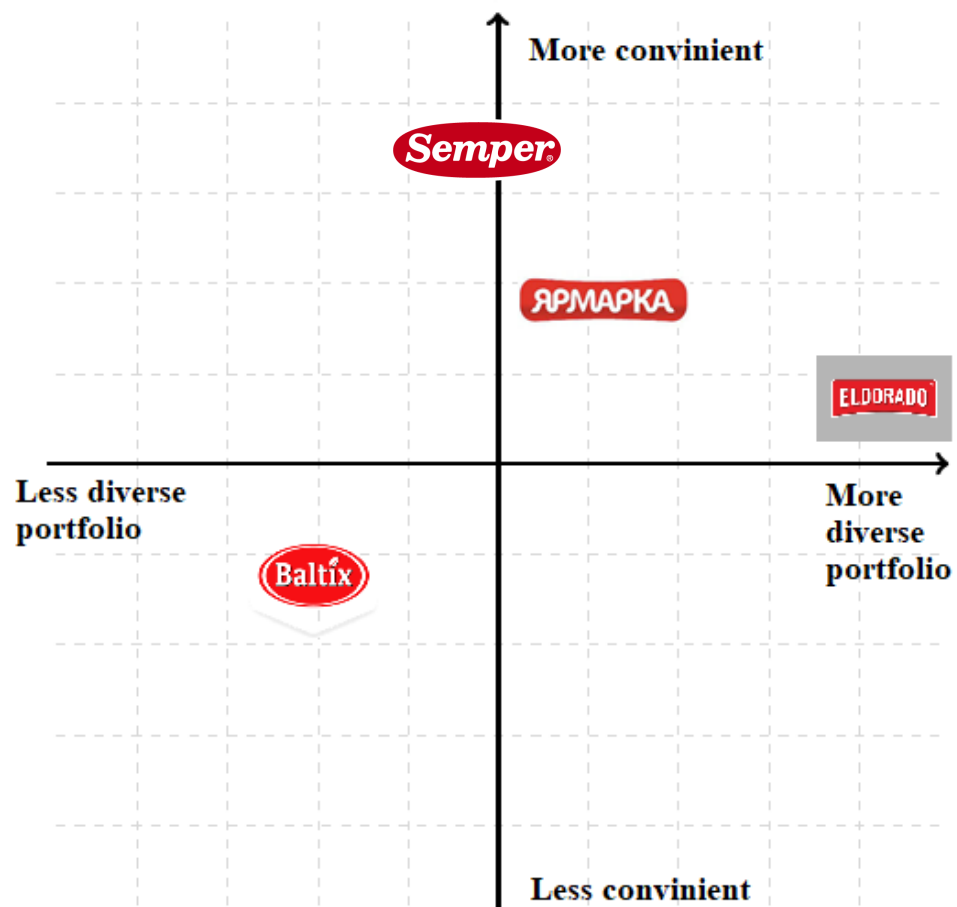 More convinient
Semper®
ЯРМАРКА
ELDORADO
Less diverse
portfolio
More
diverse
portfolio
Baltix
Less convinient